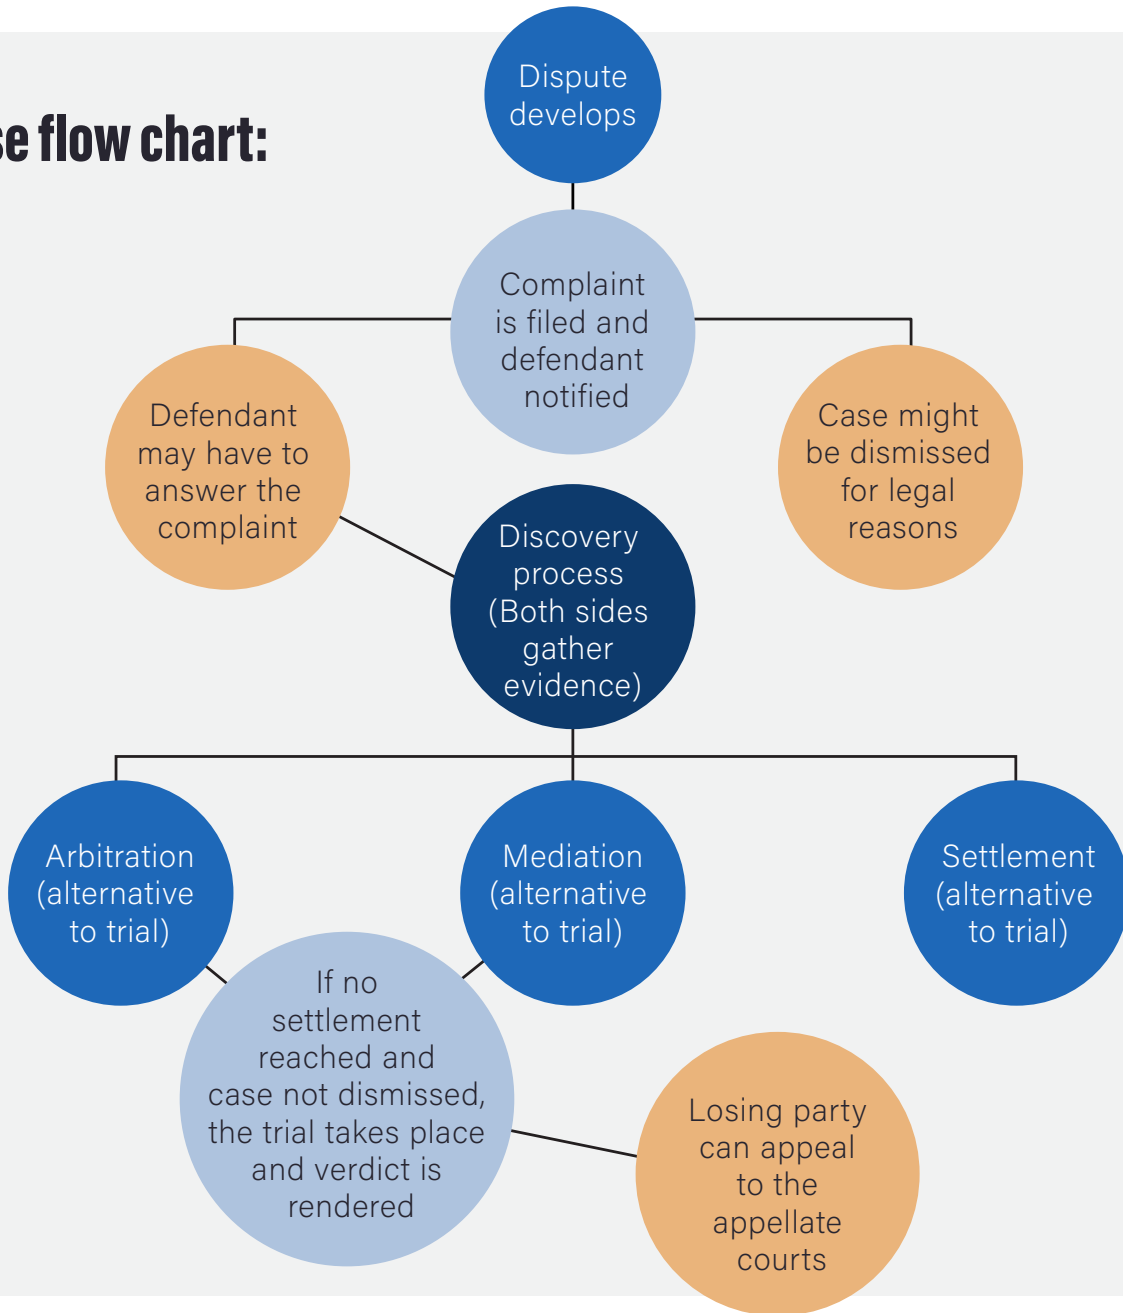 se flow chart:
Dispute
develops
Complaint
is filed and
defendant
notified
Defendant
may have to
answer the
complaint
Case might
be dismissed
for legal
reasons
Discovery
process
(Both sides
gather
evidence)
Arbitration
(alternative
to trial)
Mediation
(alternative
to trial)
Settlement
(alternative
to trial)
If no
settlement
reached and
case not dismissed,
the trial takes place
and verdict is
rendered
Losing party
can appeal
to the
appellate
courts